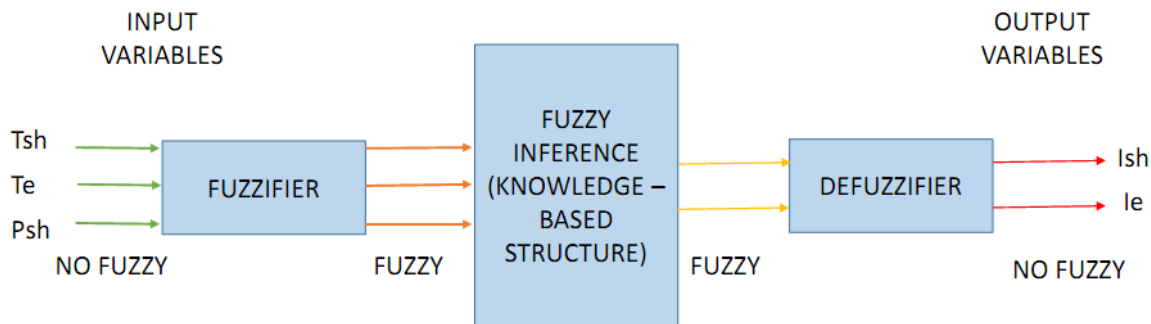 INPUT
VARIABLES
OUTPUT
VARIABLES
Tsh
Te
Psh
NO FUZZY
FUZZIFIER
FUZZY
FUZZY
INFERENCE
(KNOWLEDGE –
BASED
STRUCTURE)
FUZZY
DEFUZZIFIER
Ish
Ie
NO FUZZY